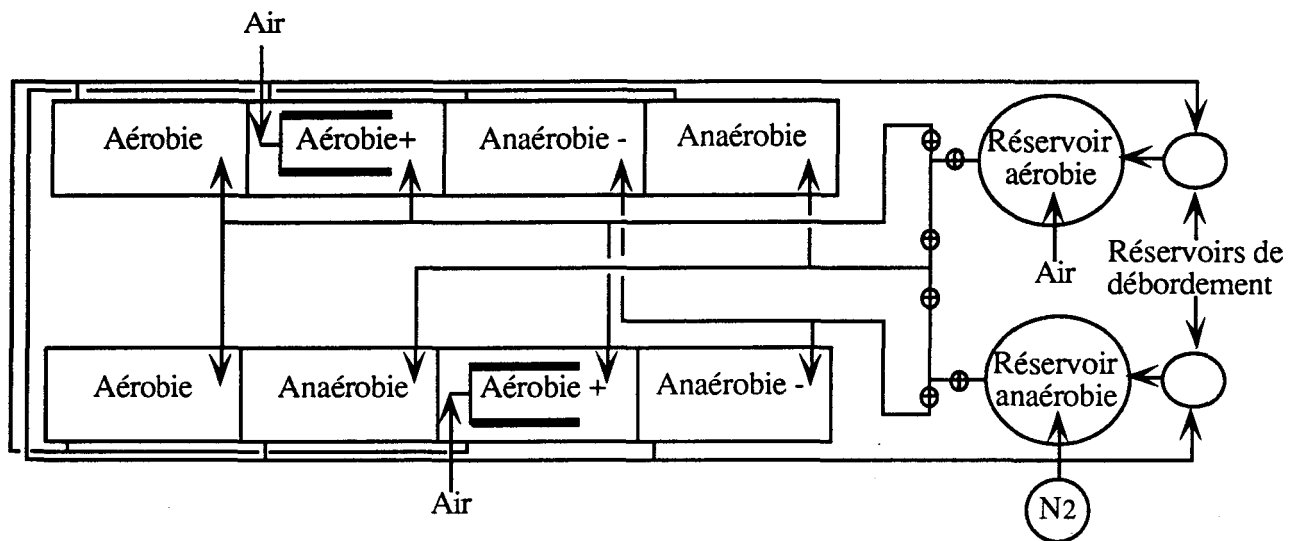 Air
Aérobie
Aérobie+
Anaérobie -
Anaérobie
Réservoir
aérobie
Air
Réservoirs de
débordement
Aérobie
Anaérobie
Aérobie +
Anaérobie -
Réservoir
anaérobie
Air
N2